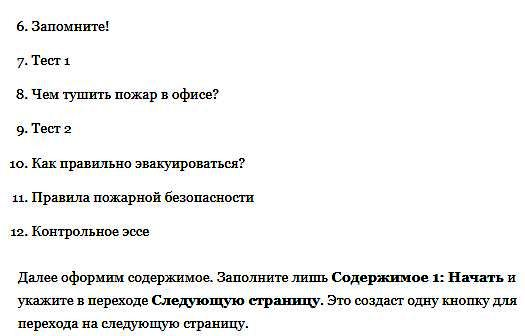 6. Запомните!
7. Тест 1
8. Чем тушить пожар в офисе?
9. Тест 2
10. Как правильно эвакуироваться?
11. Правила пожарной безопасности
12. Контрольное эссе
Далее оформим содержимое. Заполните лишь Содержимое 1: Начать и
укажите в переходе Следующую страницу. Это создаст одну кнопку для
перехода на следующую страницу.